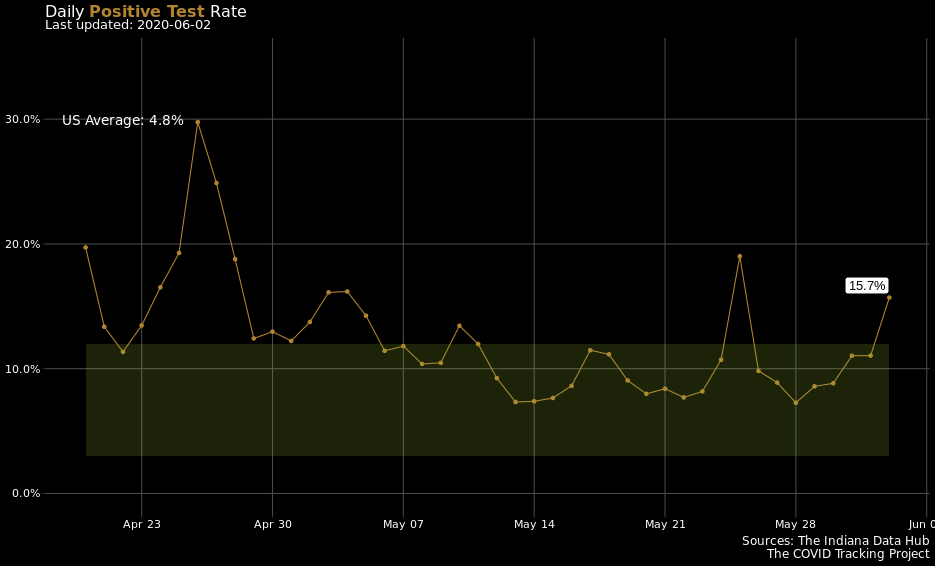 Daily Positive Test Rate
Last updated: 2020-06-02
US Average: 4.8%
30.0%
20.0%
10.0%
0.0%
15.7%
Apr 23
Apr 30
May 07
May 14
May 21
May 28
Jun
Sources: The Indiana Data Hub
The COVID Tracking Project